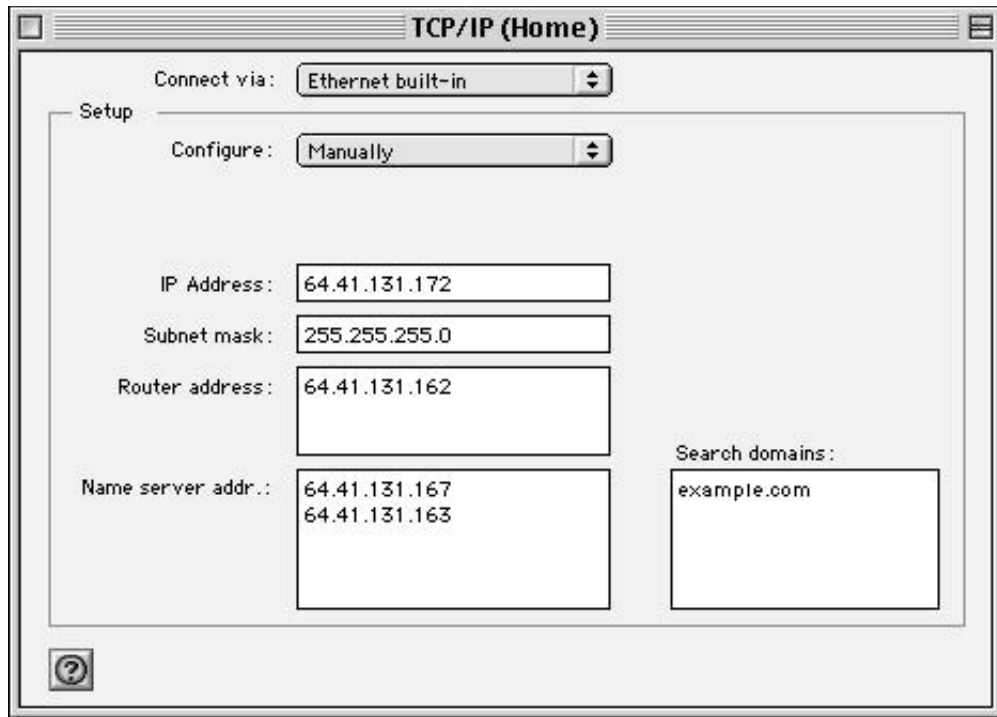 TCP/IP (Home)
Connect via: Ethernet built-in
Setup
Configure: Manually
IP Address: 64.41.131.172
Subnet mask: 255.255.255.0
Router address: 64.41.131.162
Search domains:
Name server addr.: 64.41.131.167 example.com
64.41.131.163
?